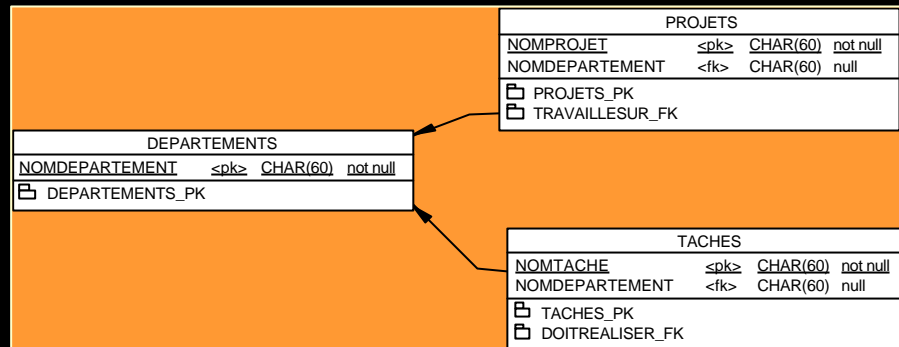 PROJETS
NOMPROJET <pk> CHAR(60) not null
NOMDEPARTEMENT <fk> CHAR(60) null
PROJETS_PK
TRAVAILLESUR_FK
DEPARTEMENTS
NOMDEPARTEMENT <pk> CHAR(60) not null
DEPARTEMENTS_PK
TACHES
NOMTACHE <pk> CHAR(60) not null
NOMDEPARTEMENT <fk> CHAR(60) null
TACHES_PK
DOITREALISER_FK